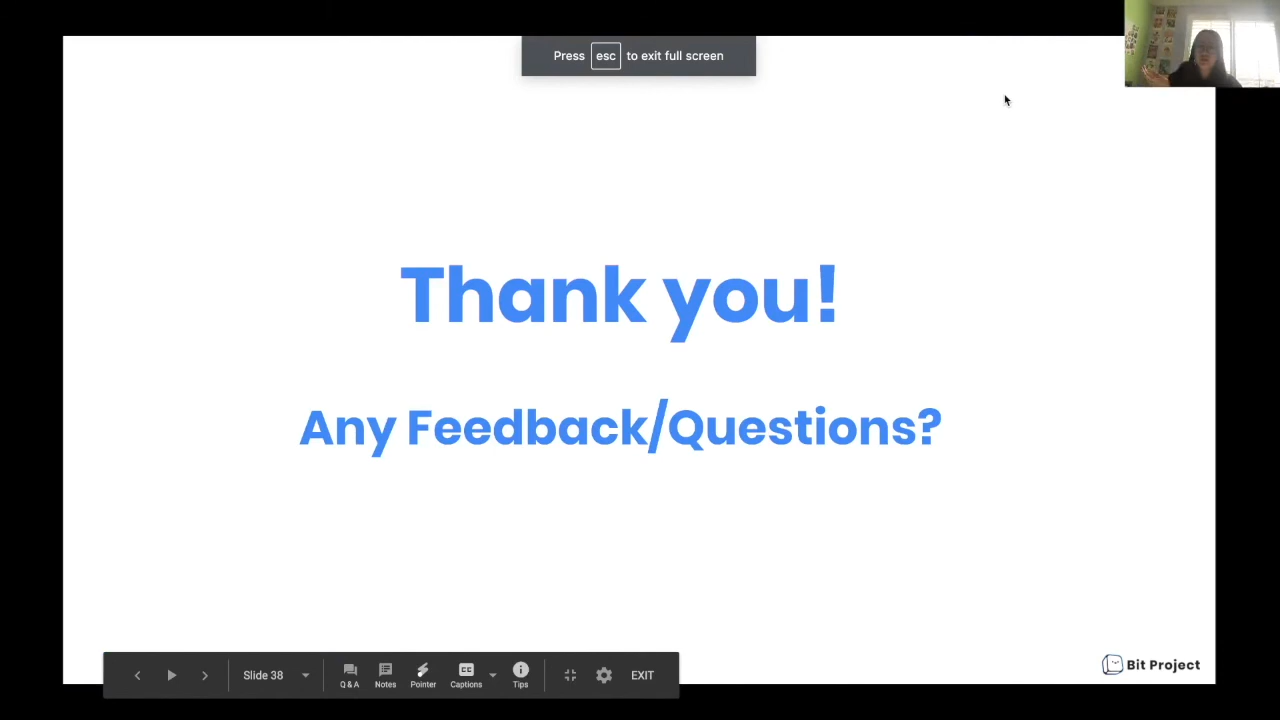 Press esc to exit full screen
Thank you!
Any Feedback/Questions?
Bit Project
Slide 38
Q & A
Notes
Pointer
CC
Captions
Tips
EXIT